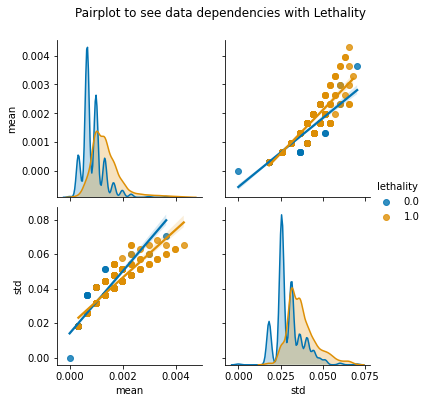 Pairplot to see data dependencies with Lethality
0.004
0.003
0.002
0.001
0.000
mean
lethality
0.0
1.0
0.08
0.06
0.04
0.02
0.00
std
0.000 0.002 0.004
mean
0.000 0.025 0.050 0.075
std